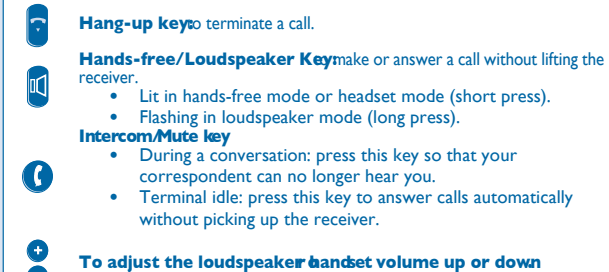 Hang-up key: to terminate a call.
Hands-free/Loudspeaker Key: make or answer a call without lifting the
receiver.
• Lit in hands-free mode or headset mode (short press).
• Flashing in loudspeaker mode (long press).
Intercom/Mute key
• During a conversation: press this key so that your
correspondent can no longer hear you.
• Terminal idle: press this key to answer calls automatically
without picking up the receiver.
To adjust the loudspeaker or handset volume up or down